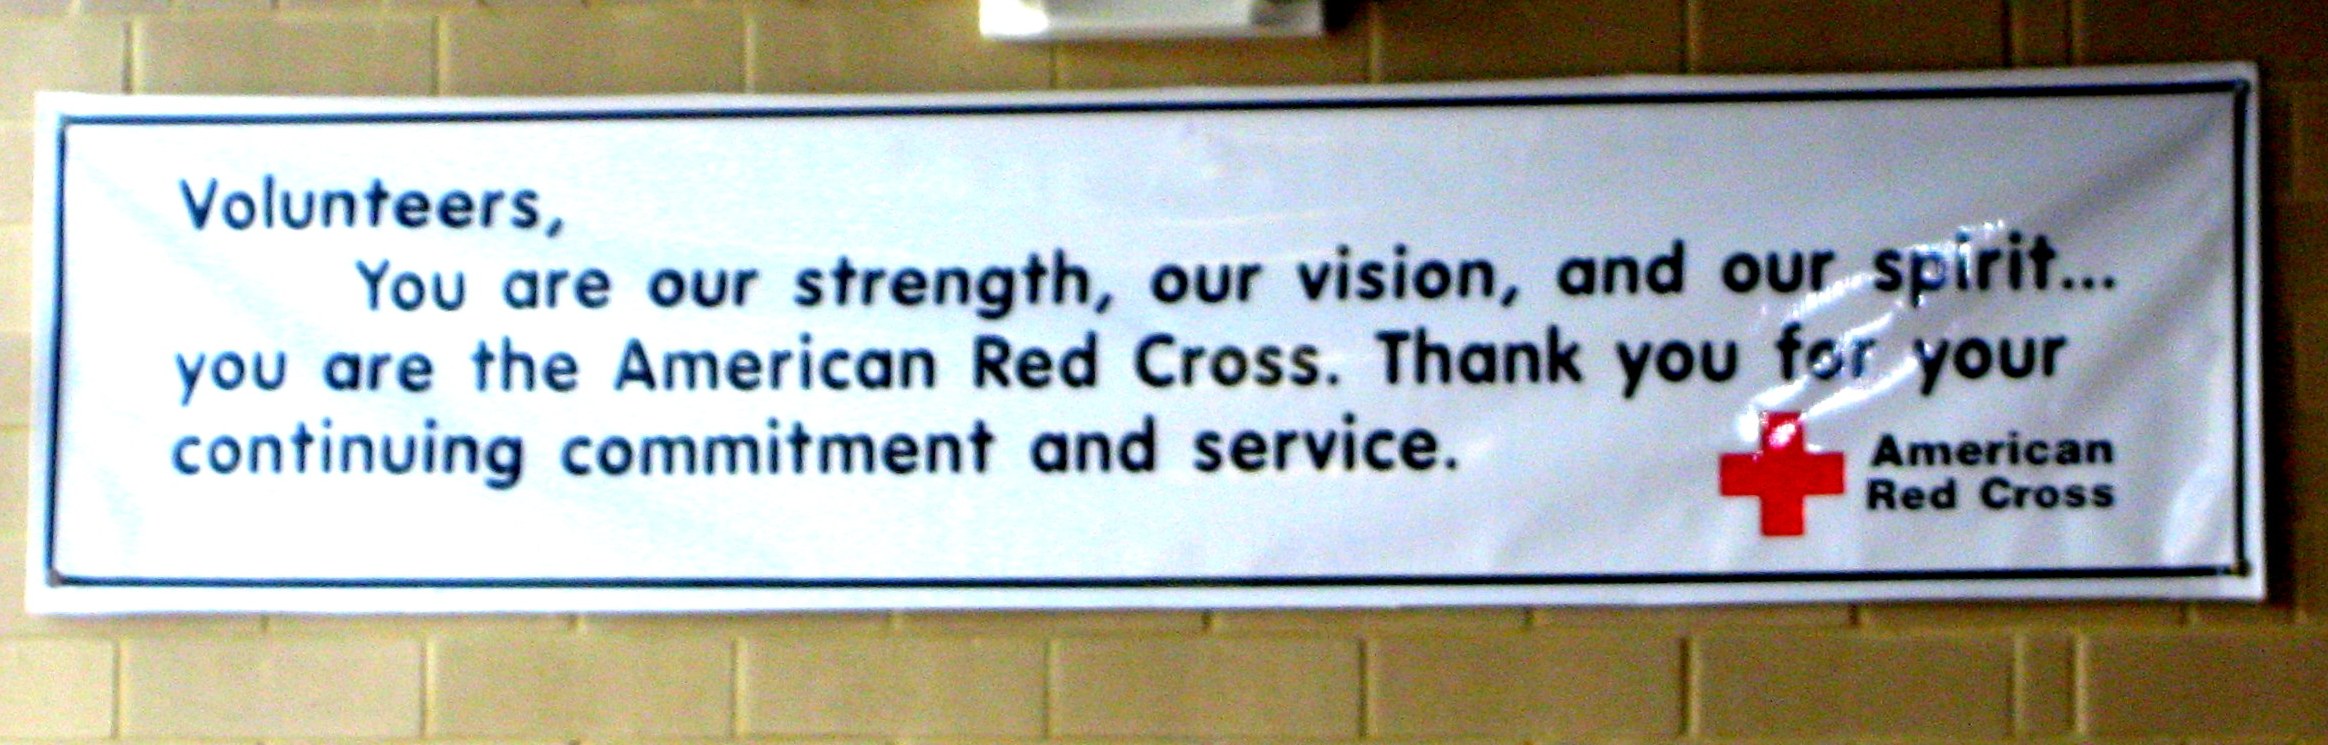 Volunteers,
You are our strength, our vision, and our spirit...
you are the American Red Cross. Thank you for your
continuing commitment and service.
American
Red Cross